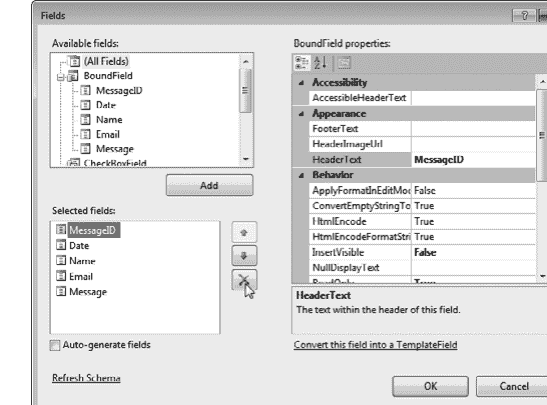 Fields
Available fields:
(All Fields)
BoundField
MessageID
Date
Name
Email
Message
CheckBoxField
Add
Selected fields:
MessageID
Date
Name
Email
Message
Auto-generate fields
Refresh Schema
BoundField properties:
Accessibility
AccessibleHeaderText
Appearance
FooterText
HeaderImageUrl
HeaderText MessageID
Behavior
ApplyFormatInEditMod False
ConvertEmptyStringTo True
HtmlEncode True
HtmlEncodeFormatStri True
InsertVisible False
NullDisplayText
ReadOnly True
HeaderText
The text within the header of this field.
Convert this field into a TemplateField
OK Cancel